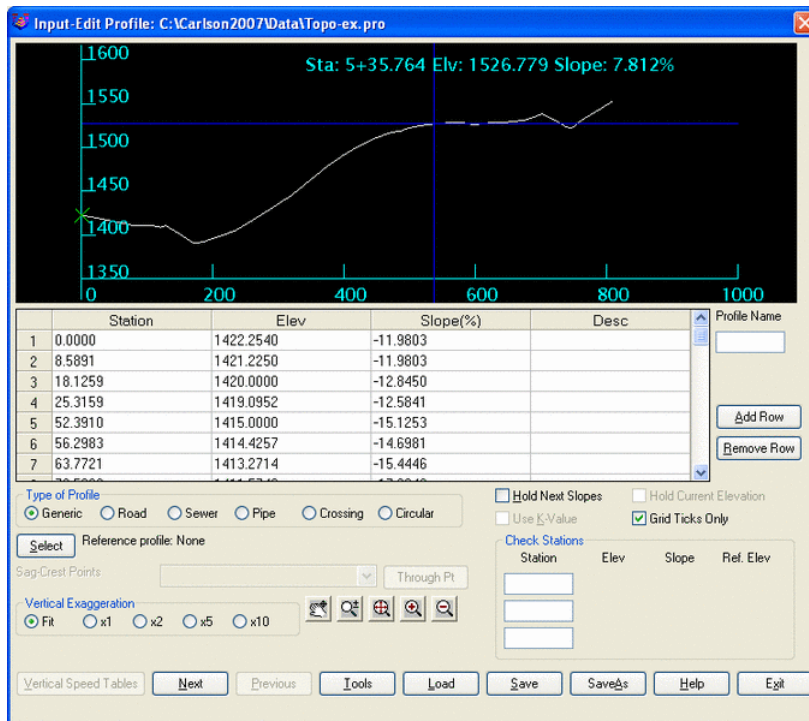 Input-Edit Profile: C:\Carlson2007\Data\Topo-ex.pro
Sta: 5+35.764 Elv: 1526.779 Slope: 7.812%
1600
1550
1500
1450
1400
1350
0 200 400 600 800 1000
Station Elev Slope(%) Desc
1 0.0000 1422.2540 -11.9803
2 8.5891 1421.2250 -11.9803
3 18.1259 1420.0000 -12.8450
4 25.3159 1419.0952 -12.5841
5 52.3910 1415.0000 -15.1253
6 56.2983 1414.4257 -14.6981
7 63.7721 1413.2714 -15.4446
Profile Name
Add Row
Remove Row
Type of Profile
Generic Road Sewer Pipe Crossing Circular
Select Reference profile: None
Sag-Crest Points Through Pt
Vertical Exaggeration
Fit x1 x2 x5 x10
Hold Next Slopes Hold Current Elevation
Use K-Value Grid Ticks Only
Check Stations
Station Elev Slope Ref. Elev
Vertical Speed Tables Next Previous Tools Load Save SaveAs Help Exit